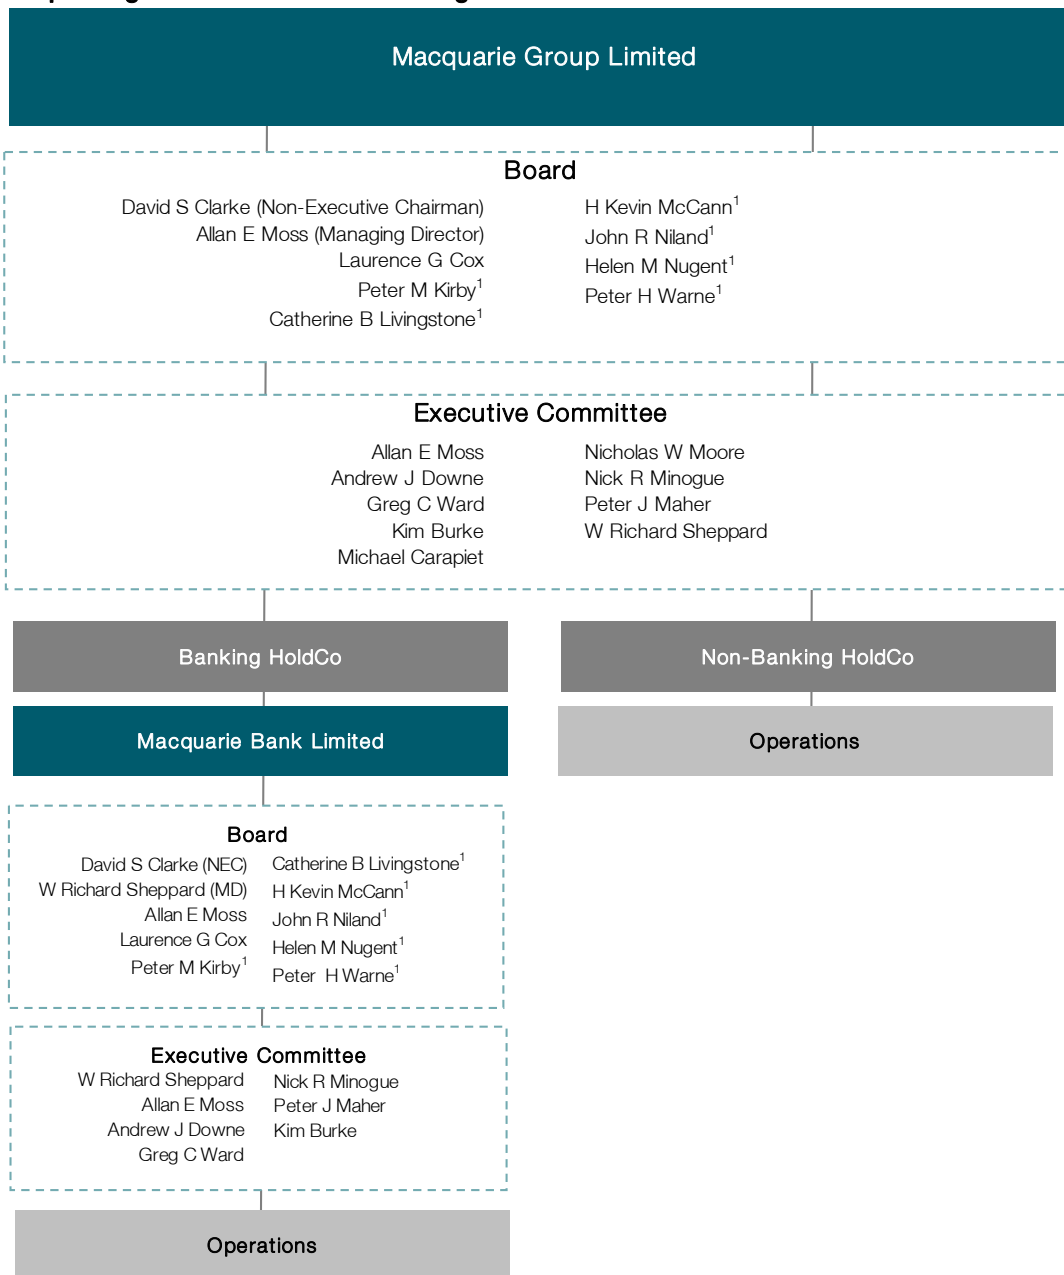 Macquarie Group Limited
Board
David S Clarke (Non-Executive Chairman)
Allan E Moss (Managing Director)
Laurence G Cox
Peter M Kirby1
Catherine B Livingstone1
H Kevin McCann1
John R Niland1
Helen M Nugent1
Peter H Warne1
Executive Committee
Allan E Moss
Andrew J Downe
Greg C Ward
Kim Burke
Michael Carapiet
Nicholas W Moore
Nick R Minogue
Peter J Maher
W Richard Sheppard
Banking HoldCo
Non-Banking HoldCo
Macquarie Bank Limited
Operations
Board
David S Clarke (NEC)
W Richard Sheppard (MD)
Allan E Moss
Laurence G Cox
Peter M Kirby1
Catherine B Livingstone1
H Kevin McCann1
John R Niland1
Helen M Nugent1
Peter H Warne1
Executive Committee
W Richard Sheppard
Allan E Moss
Andrew J Downe
Greg C Ward
Nick R Minogue
Peter J Maher
Kim Burke
Operations